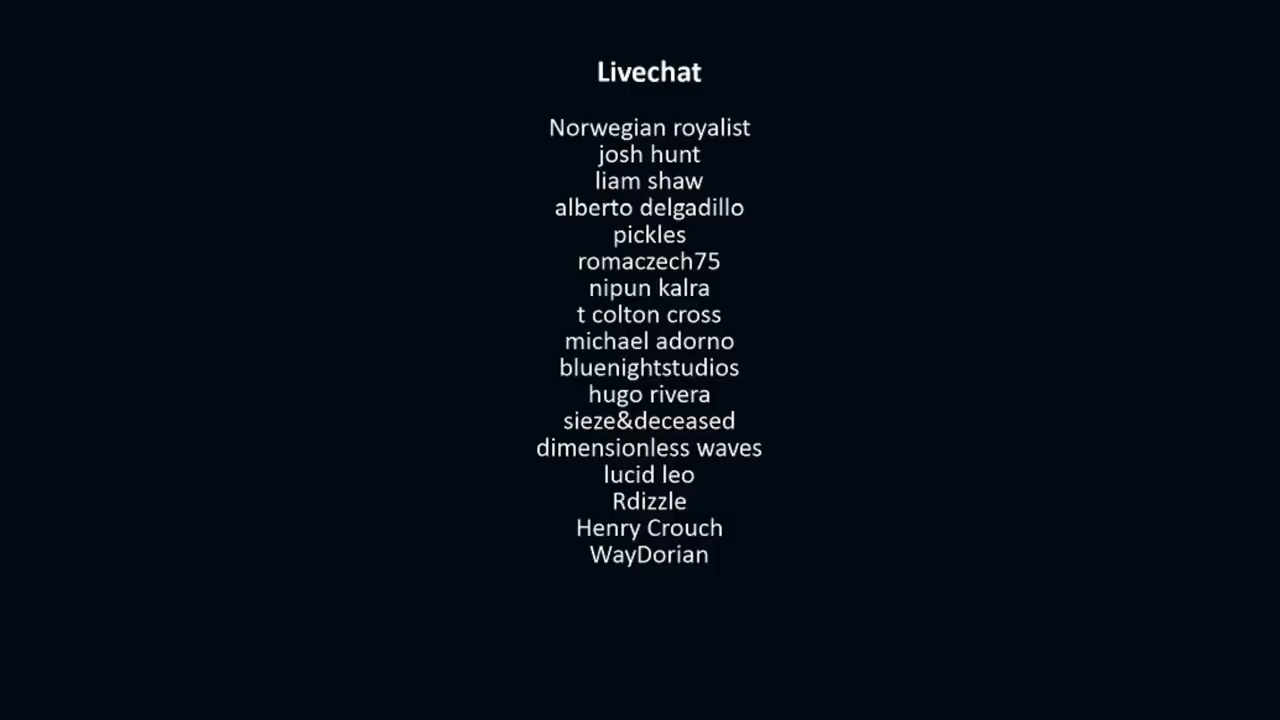 Livechat
Norwegian royalist
josh hunt
liam shaw
alberto delgadillo
pickles
romaczech75
nipun kalra
t colton cross
michael adorno
bluenightstudios
hugo rivera
sieze&deceased
dimensionless waves
lucid leo
Rdizzle
Henry Crouch
WayDorian